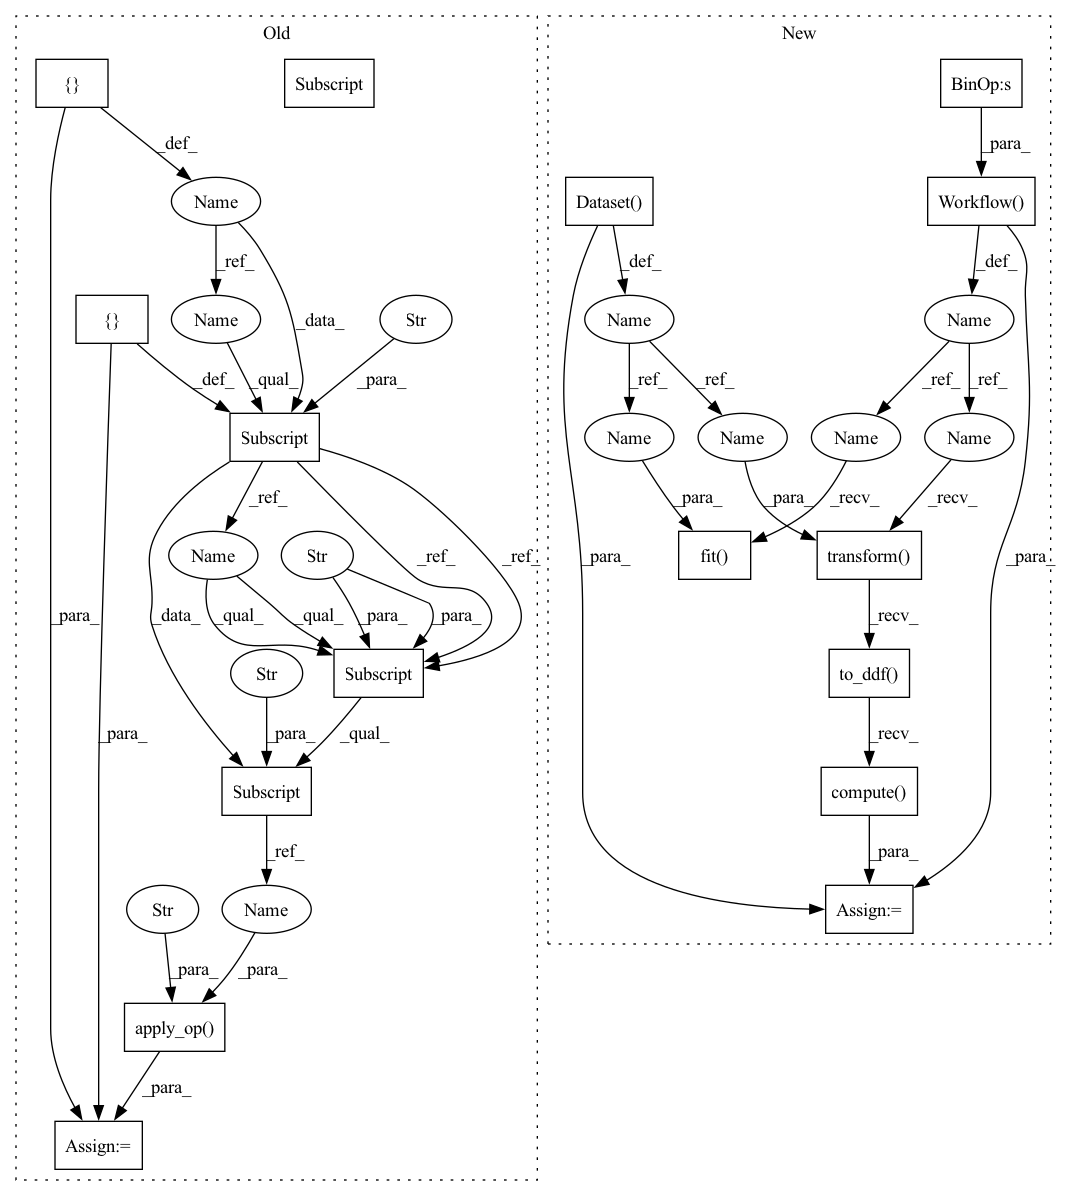 Old
New
{}
Subscript
BinOp:s
_def_
_para_
Name
Dataset()
Workflow()
_ref_
_def_
_def_
{}
Name
_data_
Str
Name
Name
_def_
_qual_
_para_
_ref_
_ref_
_ref_
_ref_
Subscript
Name
Name
Name
Name
_ref_
_para_
_para_
_recv_
_recv_
Name
Str
_ref_
_ref_
_para_
fit()
transform()
_para_
_para_
_data_
_qual_
_qual_
_para_
_para_
_recv_
Str
Subscript
to_ddf()
_para_
_para_
_qual_
_recv_
Subscript
compute()
_ref_
_para_
Str
Name
Assign:=
_para_
_para_
apply_op()
_para_
Assign:=